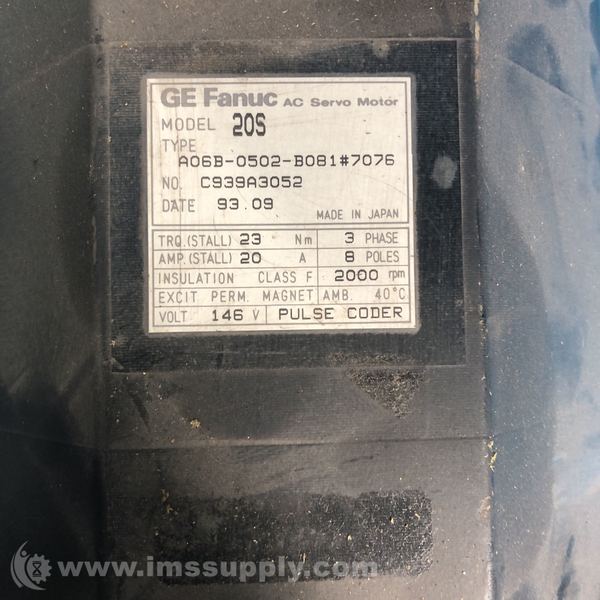 GE Fanuc AC Servo Motor
MODEL 20S
TYPE
A06B-0502-B081#7076
NO. C939A3052
DATE 93.09
MADE IN JAPAN
TRQ.(STALL) 23 Nm 3 PHASE
AMP.(STALL) 20 A 8 POLES
INSULATION CLASS F 2000 rpm
EXCIT PERM. MAGNET AMB. 40°C
VOLT 146 V PULSE CODER
www.imssupply.com